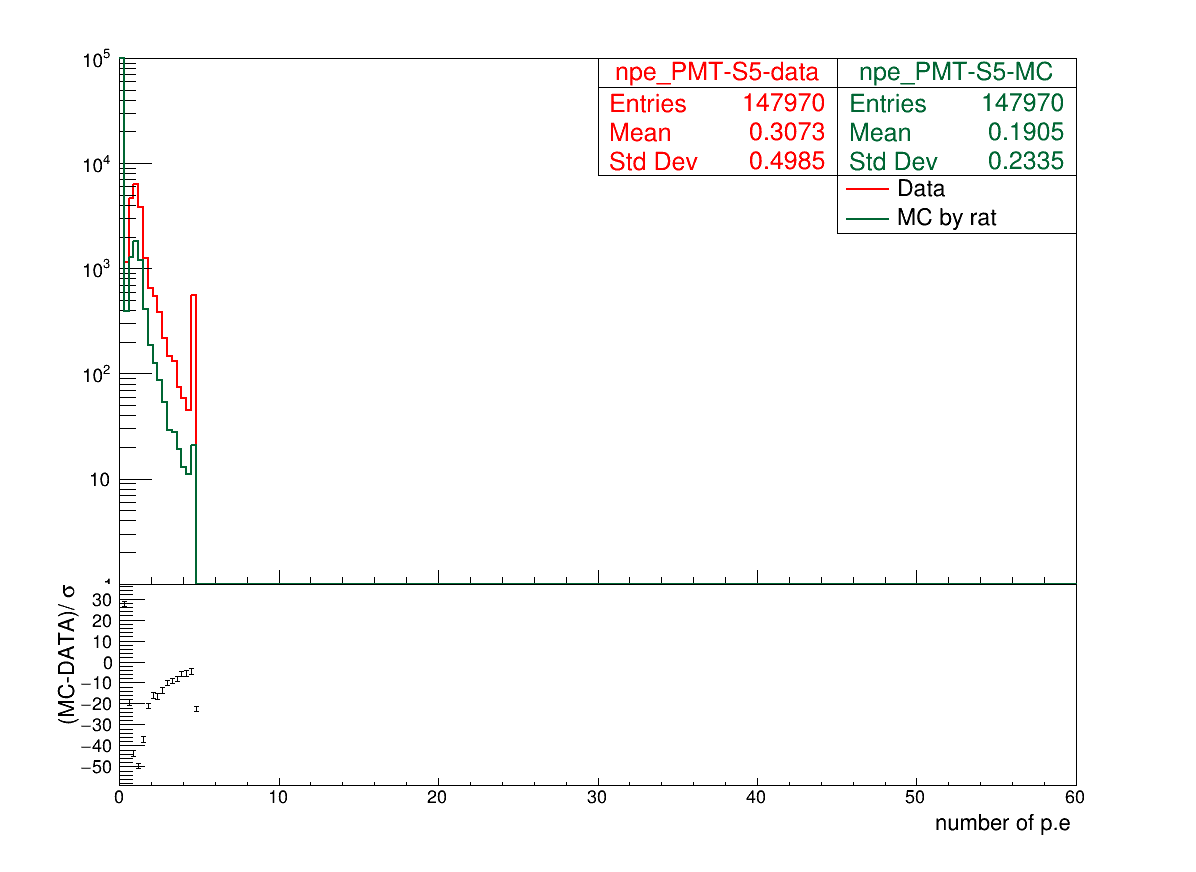 npe_PMT-S5-data
Entries 147970
Mean 0.3073
Std Dev 0.4985
npe_PMT-S5-MC
Entries 147970
Mean 0.1905
Std Dev 0.2335
Data
MC by rat
10^5
10^4
10^3
10^2
10
(MC-DATA)/ σ
30
20
10
0
−10
−20
−30
−40
−50
0 10 20 30 40 50 60
number of p.e